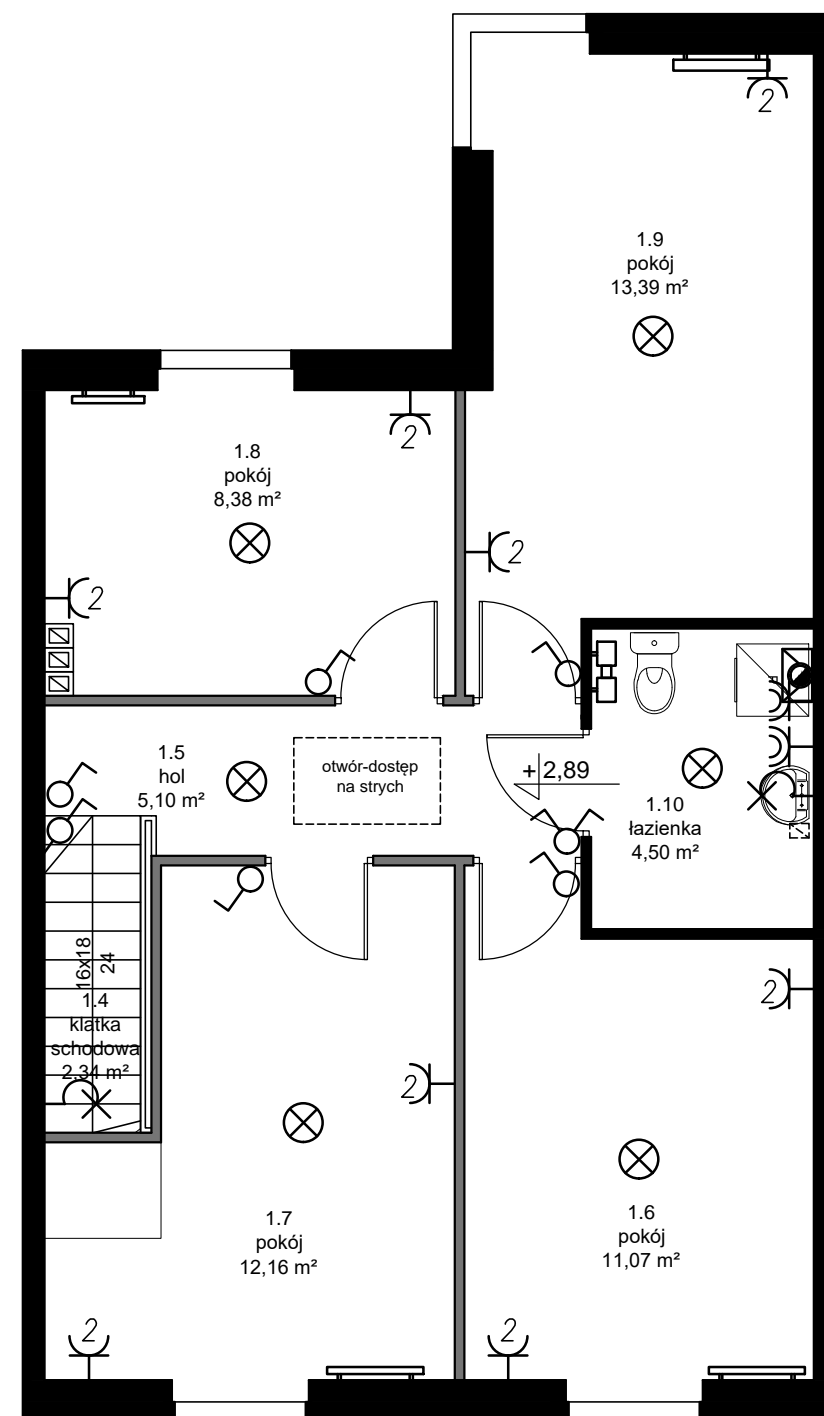 2
1.9
pokój
13,39 m²
2
1.8
pokój
8,38 m²
2
2
1.5
hol
5,10 m²
otwór-dostęp
na strych
+2,89
1.10
łazienka
4,50 m²
16x18
24
1.4
klatka
schodowa
2,34 m²
2
2
1.7
pokój
12,16 m²
1.6
pokój
11,07 m²
2
2